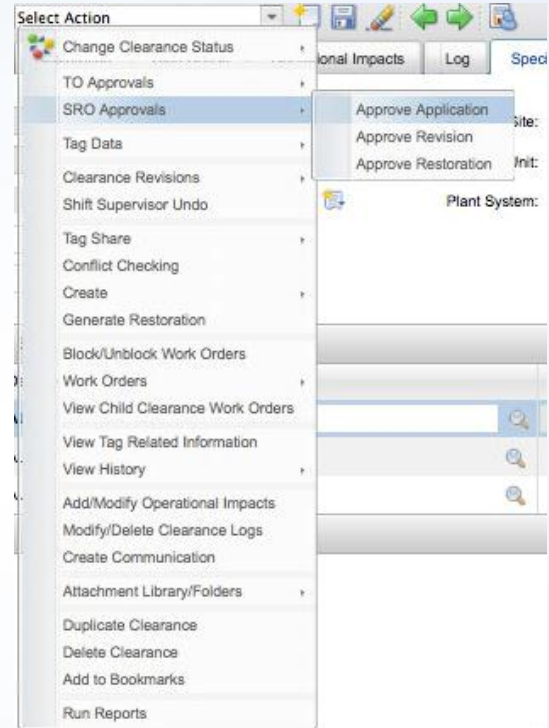 Select Action
Change Clearance Status
TO Approvals
SRO Approvals
Tag Data
Clearance Revisions
Shift Supervisor Undo
Tag Share
Conflict Checking
Create
Generate Restoration
Block/Unblock Work Orders
Work Orders
View Child Clearance Work Orders
View Tag Related Information
View History
Add/Modify Operational Impacts
Modify/Delete Clearance Logs
Create Communication
Attachment Library/Folders
Duplicate Clearance
Delete Clearance
Add to Bookmarks
Run Reports
Approve Application
Approve Revision
Approve Restoration
ional Impacts
Log
Speci
Site:
Unit:
Plant System: